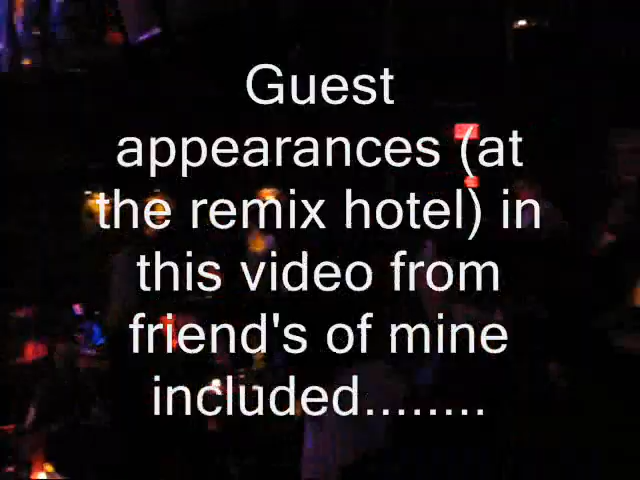 Guest
appearances (at
the remix hotel) in
this video from
friend's of mine
included........